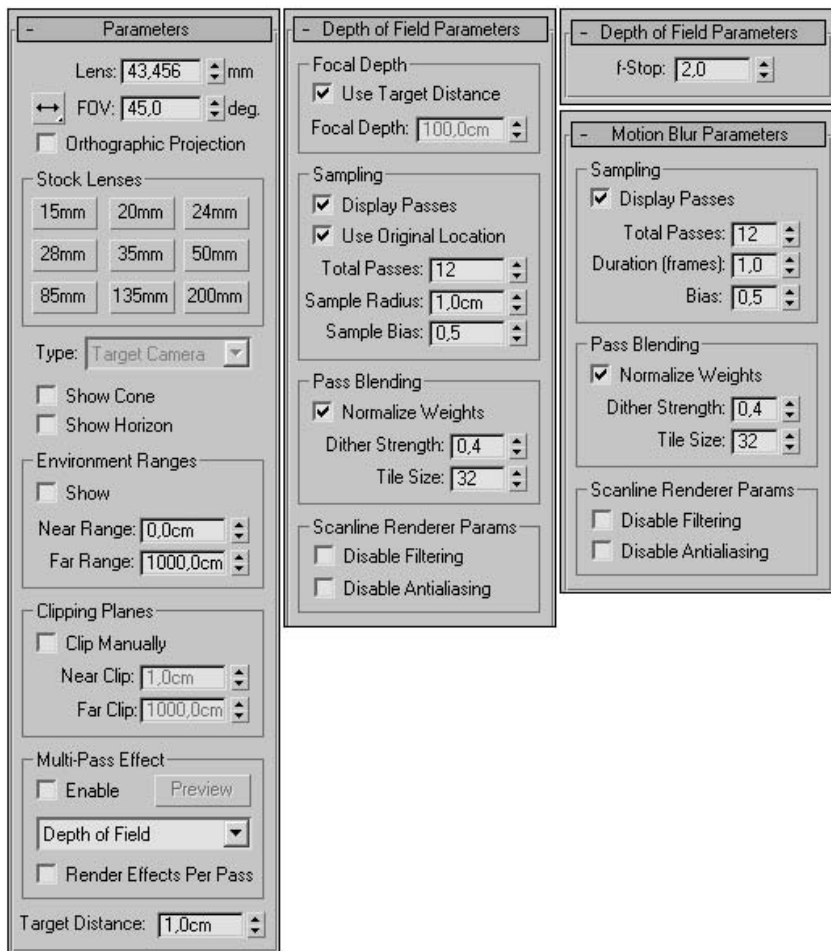 - Parameters
Lens: 43,456 mm
FOV: 45,0 deg.
Orthographic Projection
Stock Lenses
15mm 20mm 24mm
28mm 35mm 50mm
85mm 135mm 200mm
Type: Target Camera
Show Cone
Show Horizon
Environment Ranges
Show
Near Range: 0,0cm
Far Range: 1000,0cm
Clipping Planes
Clip Manually
Near Clip: 1,0cm
Far Clip: 1000,0cm
Multi-Pass Effect
Enable Preview
Depth of Field
Render Effects Per Pass
Target Distance: 1,0cm
- Depth of Field Parameters
Focal Depth
Use Target Distance
Focal Depth: 100,0cm
Sampling
Display Passes
Use Original Location
Total Passes: 12
Sample Radius: 1,0cm
Sample Bias: 0,5
Pass Blending
Normalize Weights
Dither Strength: 0,4
Tile Size: 32
Scanline Renderer Params
Disable Filtering
Disable Antialiasing
- Depth of Field Parameters
f-Stop: 2,0
- Motion Blur Parameters
Sampling
Display Passes
Total Passes: 12
Duration (frames): 1,0
Bias: 0,5
Pass Blending
Normalize Weights
Dither Strength: 0,4
Tile Size: 32
Scanline Renderer Params
Disable Filtering
Disable Antialiasing